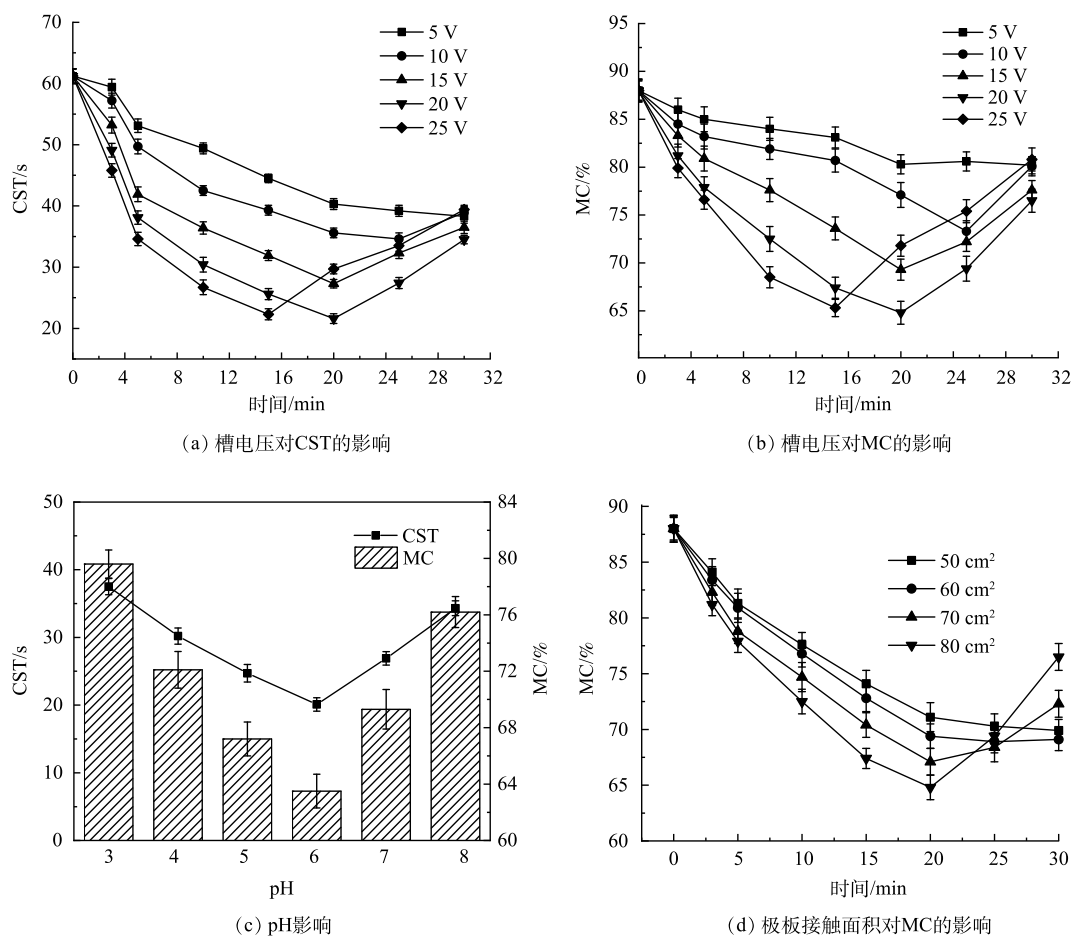 70
60
50
40
30
20
CST/s
5 V
10 V
15 V
20 V
25 V
0 4 8 12 16 20 24 28 32
时间/min
(a) 槽电压对CST的影响
95
90
85
80
75
70
65
MC/%
5 V
10 V
15 V
20 V
25 V
0 4 8 12 16 20 24 28 32
时间/min
(b) 槽电压对MC的影响
50
40
30
20
10
0
CST/s
CST
MC
84
80
76
72
68
64
60
MC/%
3 4 5 6 7 8
pH
(c) pH影响
90
85
80
75
70
65
60
MC/%
50 cm²
60 cm²
70 cm²
80 cm²
0 5 10 15 20 25 30
时间/min
(d) 极板接触面积对MC的影响